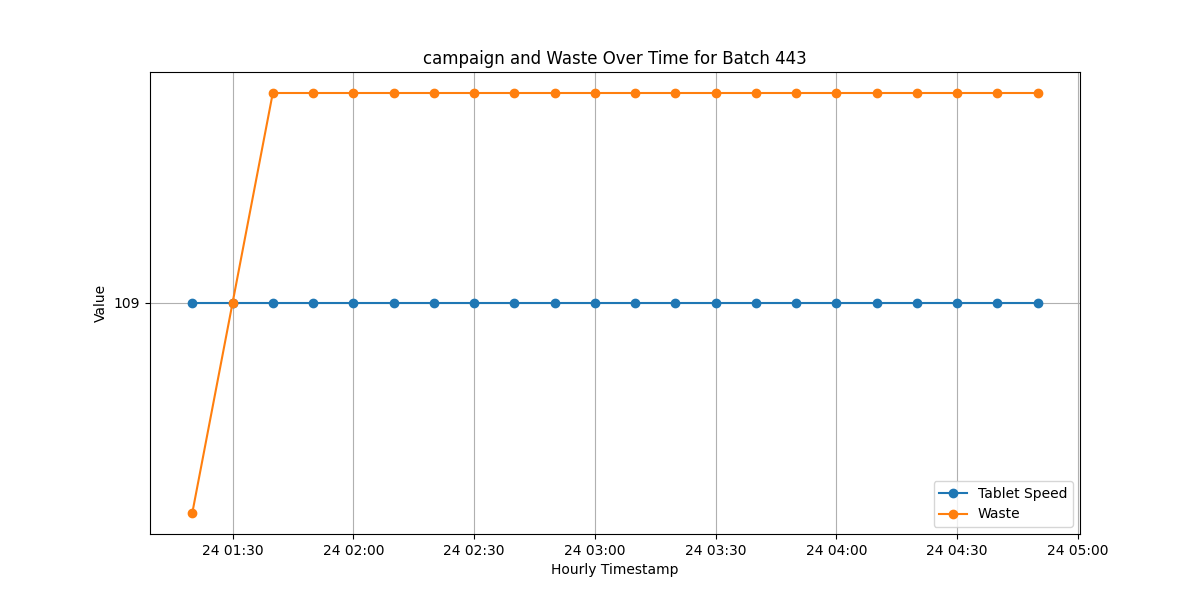 campaign and Waste Over Time for Batch 443
Value
109
Tablet Speed
Waste
24 01:30 24 02:00 24 02:30 24 03:00 24 03:30 24 04:00 24 04:30 24 05:00
Hourly Timestamp